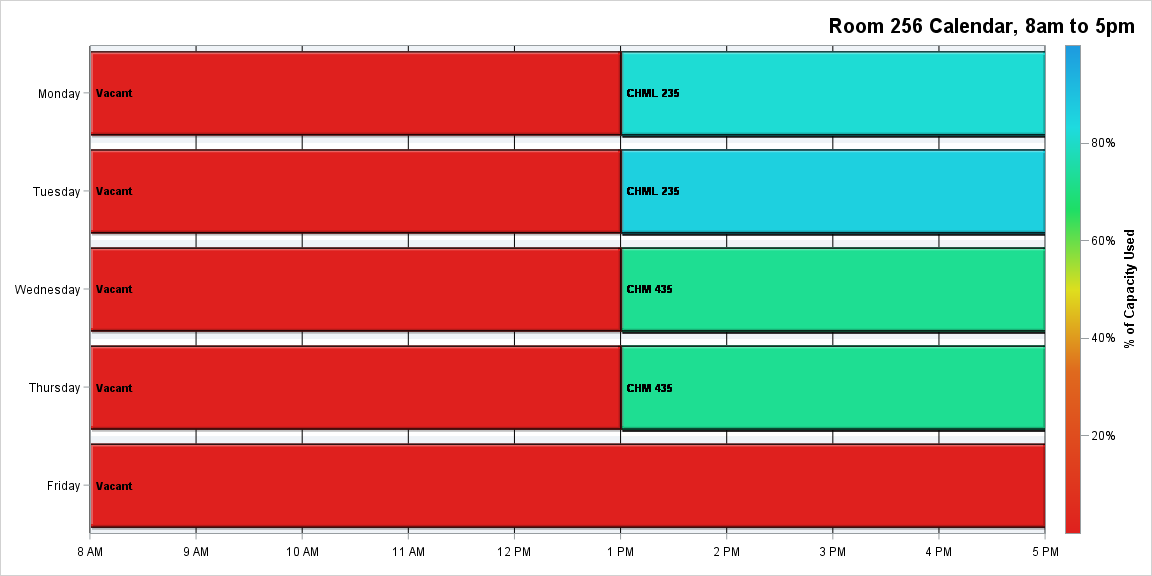 Room 256 Calendar, 8am to 5pm
Monday
Vacant
CHML 235
Tuesday
Vacant
CHML 235
Wednesday
Vacant
CHM 435
Thursday
Vacant
CHM 435
Friday
Vacant
8 AM 9 AM 10 AM 11 AM 12 PM 1 PM 2 PM 3 PM 4 PM 5 PM
80%
60%
40%
20%
% of Capacity Used